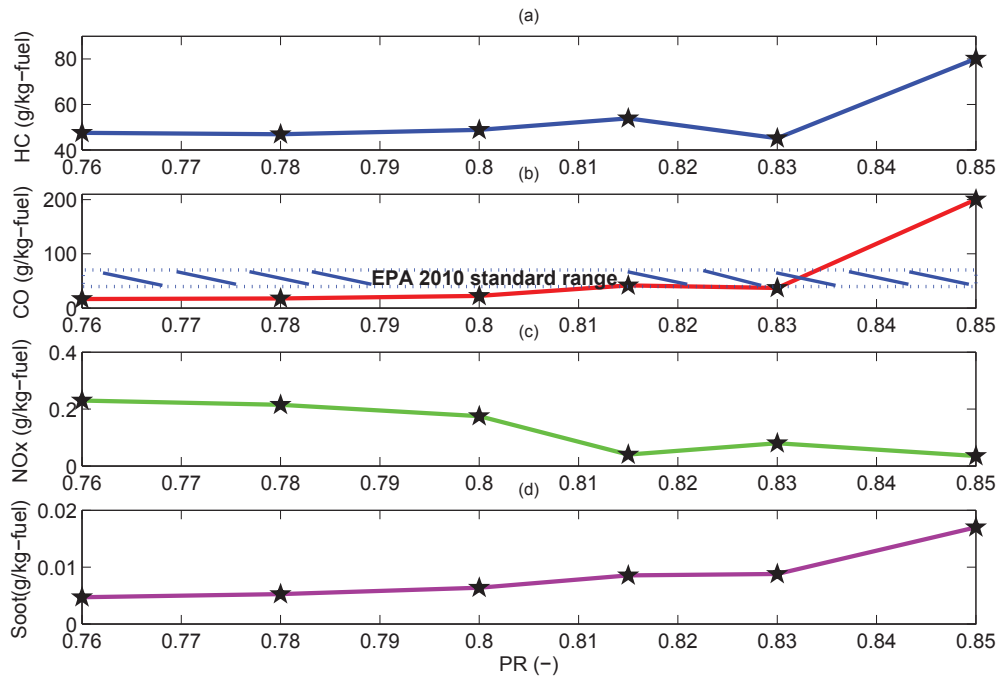 (a)
HC (g/kg−fuel)
80
60
40
0.76 0.77 0.78 0.79 0.8 0.81 0.82 0.83 0.84 0.85
(b)
CO (g/kg−fuel)
200
100
0
EPA 2010 standard range
0.76 0.77 0.78 0.79 0.8 0.81 0.82 0.83 0.84 0.85
(c)
NOx (g/kg−fuel)
0.4
0.2
0
0.76 0.77 0.78 0.79 0.8 0.81 0.82 0.83 0.84 0.85
(d)
Soot(g/kg−fuel)
0.02
0.01
0
0.76 0.77 0.78 0.79 0.8 0.81 0.82 0.83 0.84 0.85
PR (−)